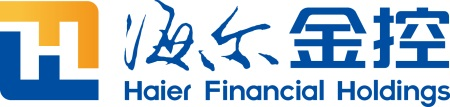 海尔金控
Haier Financial Holdings